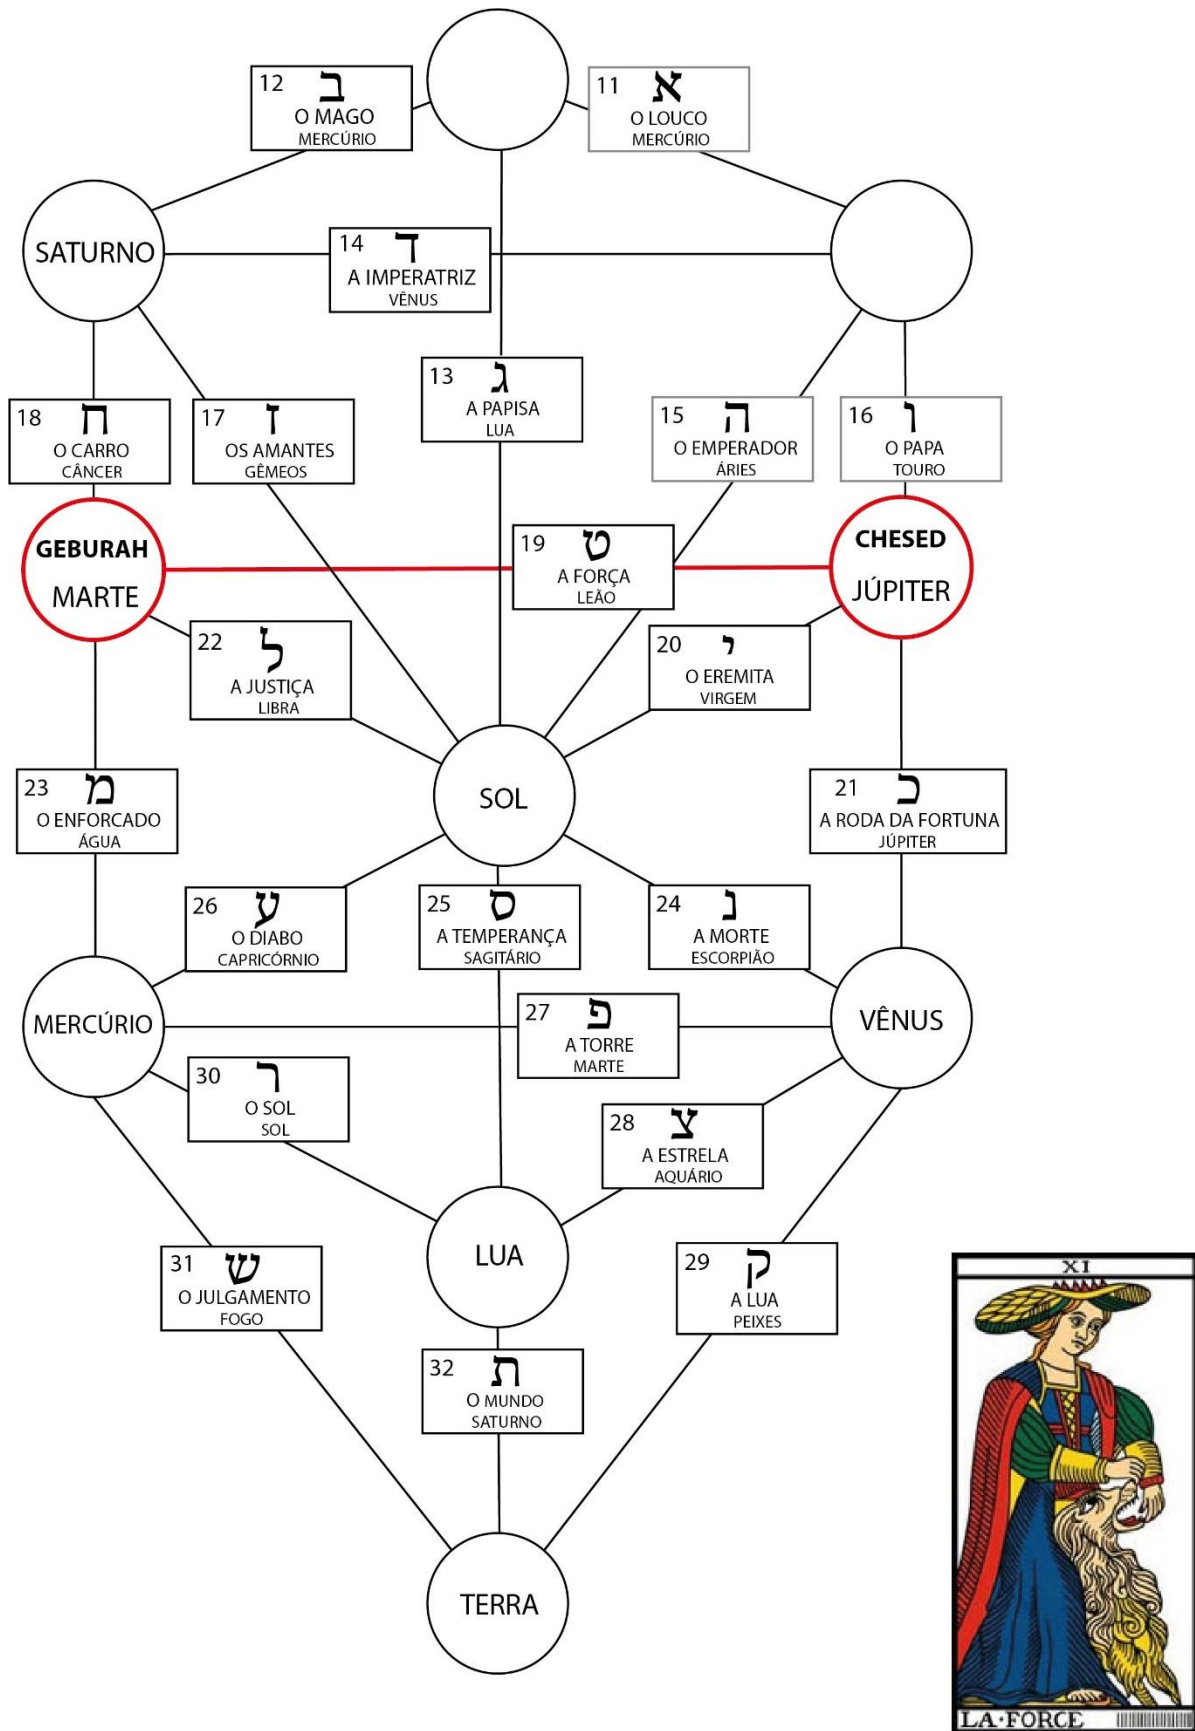 12 ב
O MAGO
MERCÚRIO
11 א
O LOUCO
MERCÚRIO
SATURNO
14 ד
A IMPERATRIZ
VÊNUS
13 ג
A PAPISA
LUA
18 ח
O CARRO
CÂNCER
17 ז
OS AMANTES
GÊMEOS
15 ה
O EMPERADOR
ÁRIES
16 ו
O PAPA
TOURO
GEBURAH
MARTE
19 ט
A FORÇA
LEÃO
CHESED
JÚPITER
22 ל
A JUSTIÇA
LIBRA
20 י
O EREMITA
VIRGEM
23 מ
O ENFORCADO
ÁGUA
SOL
21 כ
A RODA DA FORTUNA
JÚPITER
26 ע
O DIABO
CAPRICÓRNIO
25 ס
A TEMPERANÇA
SAGITÁRIO
24 נ
A MORTE
ESCORPIÃO
MERCÚRIO
27 פ
A TORRE
MARTE
VÊNUS
30 ר
O SOL
SOL
28 צ
A ESTRELA
AQUÁRIO
31 ש
O JULGAMENTO
FOGO
LUA
29 ק
A LUA
PEIXES
32 ת
O MUNDO
SATURNO
TERRA
XI
LA·FORCE